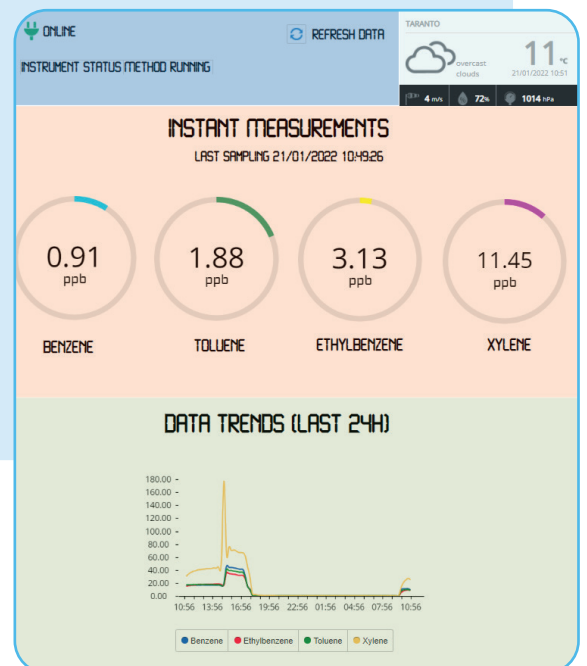 ONLINE
REFRESH DATA
INSTRUMENT STATUS METHOD RUNNING
TARANTO
overcast clouds
11 °C
21/01/2022 10:51
4 m/s 72% 1014 hPa
INSTANT MEASUREMENTS
LAST SAMPLING 21/01/2022 10:49:26
0.91 ppb
1.88 ppb
3.13 ppb
11.45 ppb
BENZENE
TOLUENE
ETHYLBENZENE
XYLENE
DATA TRENDS (LAST 24H)
180.00
160.00
140.00
120.00
100.00
80.00
60.00
40.00
20.00
0.00
10:56 13:56 16:56 19:56 22:56 01:56 04:56 07:56 10:56
Benzene Ethylbenzene Toluene Xylene